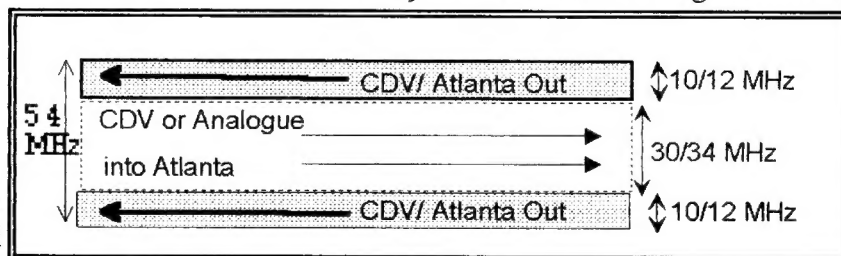 CDV/ Atlanta Out
10/12 MHz
54
MHz
CDV or Analogue
into Atlanta
30/34 MHz
CDV/ Atlanta Out
10/12 MHz